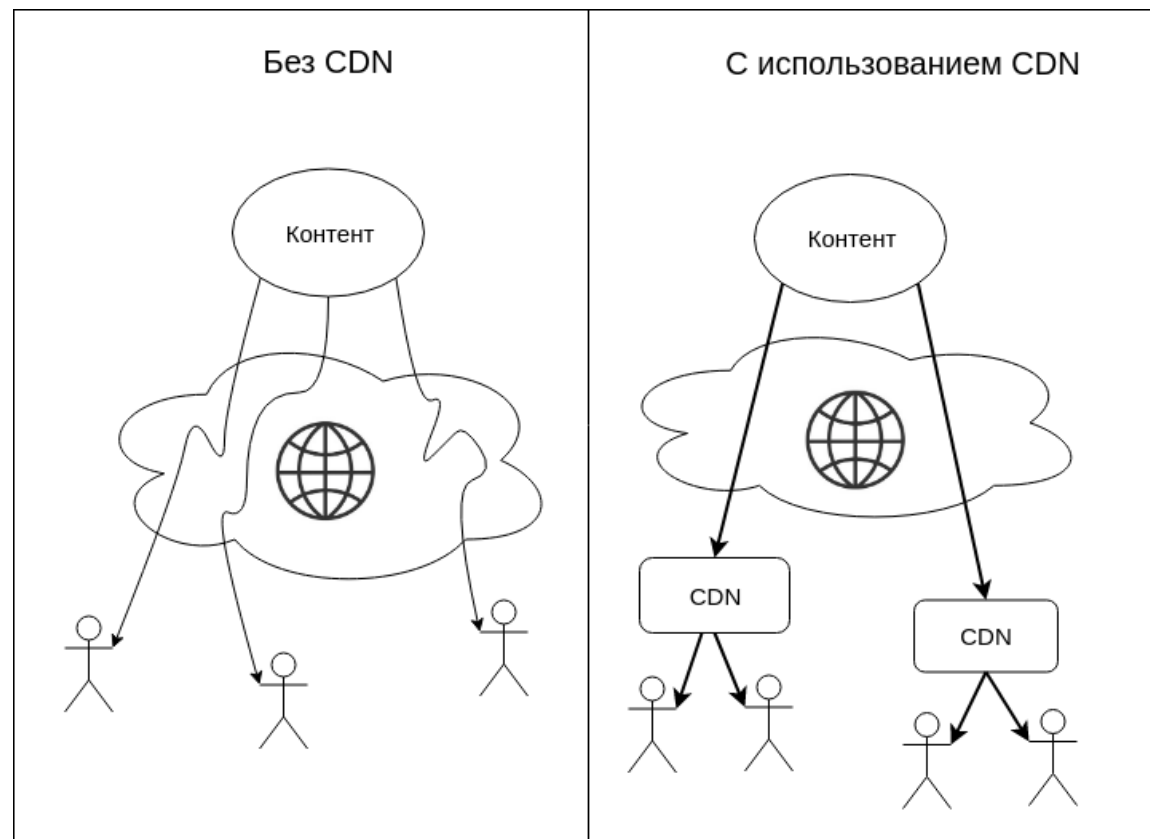 Без CDN
С использованием CDN
Контент
Контент
CDN
CDN